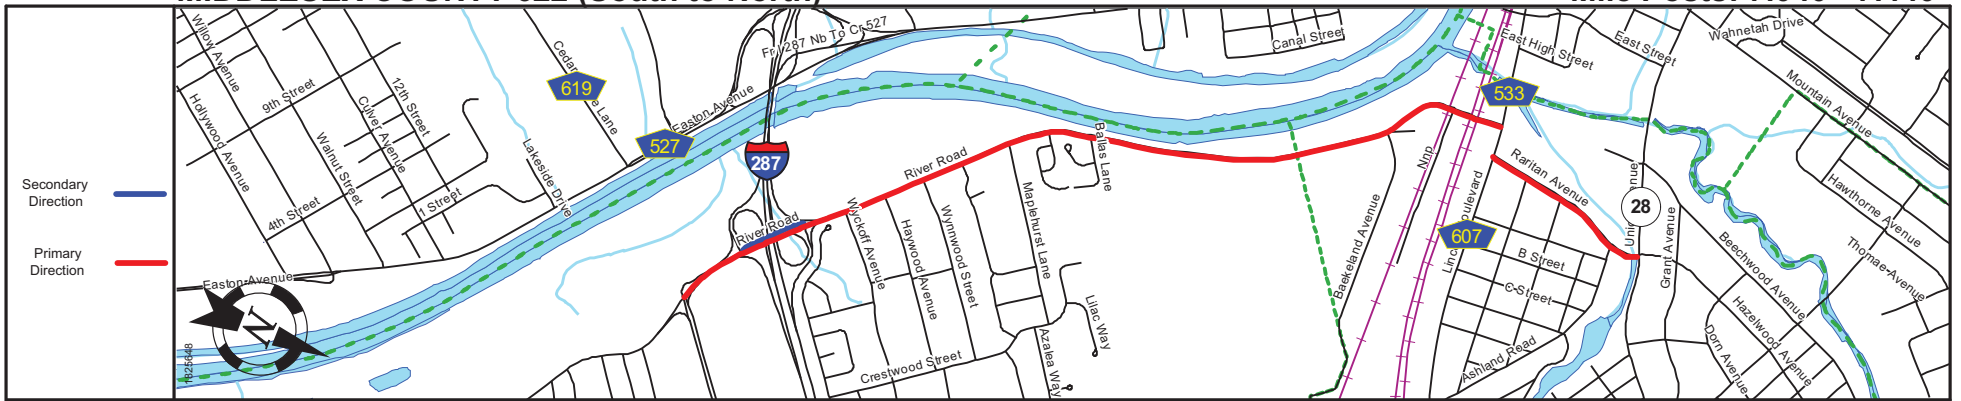 Secondary
Direction
Primary
Direction
Willow Avenue
Hollywood Avenue
9th Street
12th Street
Culver Avenue
Walnut Street
4th Street
1 Street
Easton Avenue
Lakeside Drive
619
527
Easton Avenue
Fr I 287 Nb To Cr 527
287
River Road
River Road
Wyckoff Avenue
Haywood Avenue
Wynnwood Street
Maplehurst Lane
Ballas Lane
Lilac Way
Azalea Way
Crestwood Street
Canal Street
East High Street
East Street
Wahnetah Drive
Mountain Avenue
533
Nnp
Raritan Avenue
Baekeland Avenue
607
B Street
C Street
Ashland Road
28
Grant Avenue
Beechwood Avenue
Hazelwood Avenue
Dorn Avenue
Hawthorne Avenue
Thomae Avenue
N